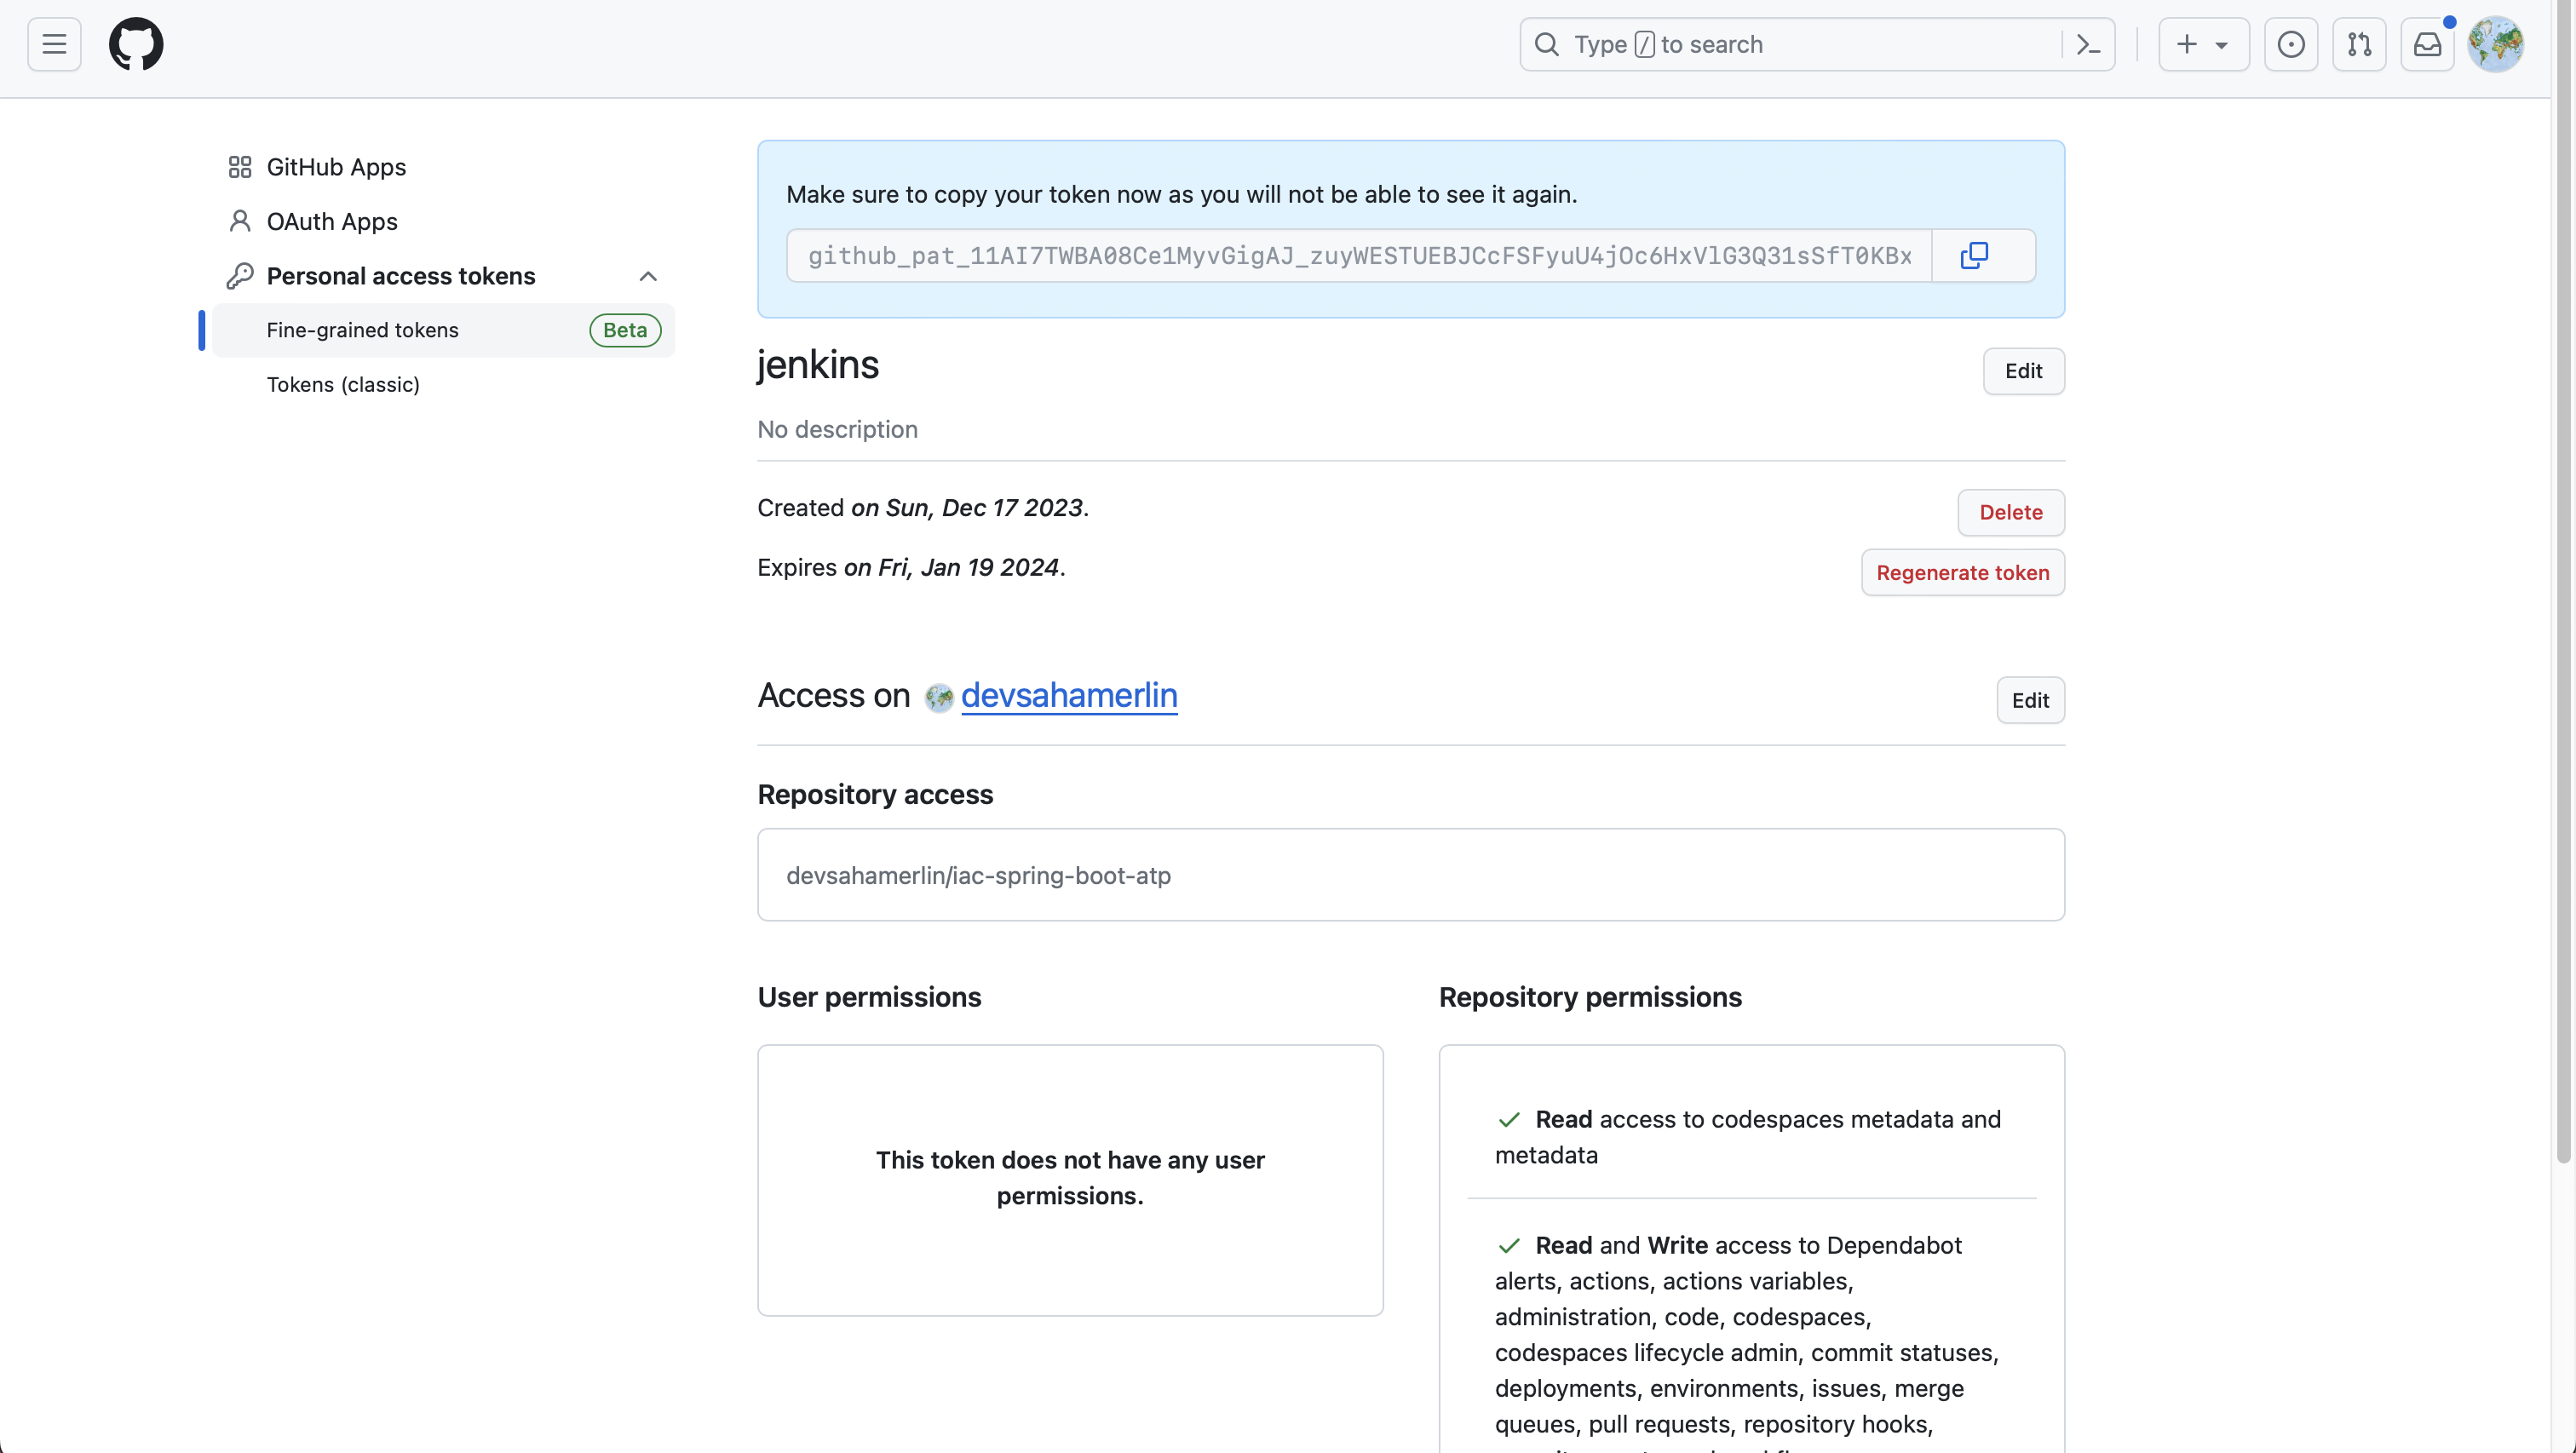 Type / to search
GitHub Apps
OAuth Apps
Personal access tokens
Fine-grained tokens Beta
Tokens (classic)
Make sure to copy your token now as you will not be able to see it again.
github_pat_11AI7TWBA08Ce1MyvGigAJ_zuyWESTUEBJCcFSFyuU4jOc6HxVlG3Q31sSfT0KBx
jenkins
Edit
No description
Created on Sun, Dec 17 2023.
Delete
Expires on Fri, Jan 19 2024.
Regenerate token
Access on devsahamerlin
Edit
Repository access
devsahamerlin/iac-spring-boot-atp
User permissions
This token does not have any user
permissions.
Repository permissions
Read access to codespaces metadata and
metadata
Read and Write access to Dependabot
alerts, actions, actions variables,
administration, code, codespaces,
codespaces lifecycle admin, commit statuses,
deployments, environments, issues, merge
queues, pull requests, repository hooks,